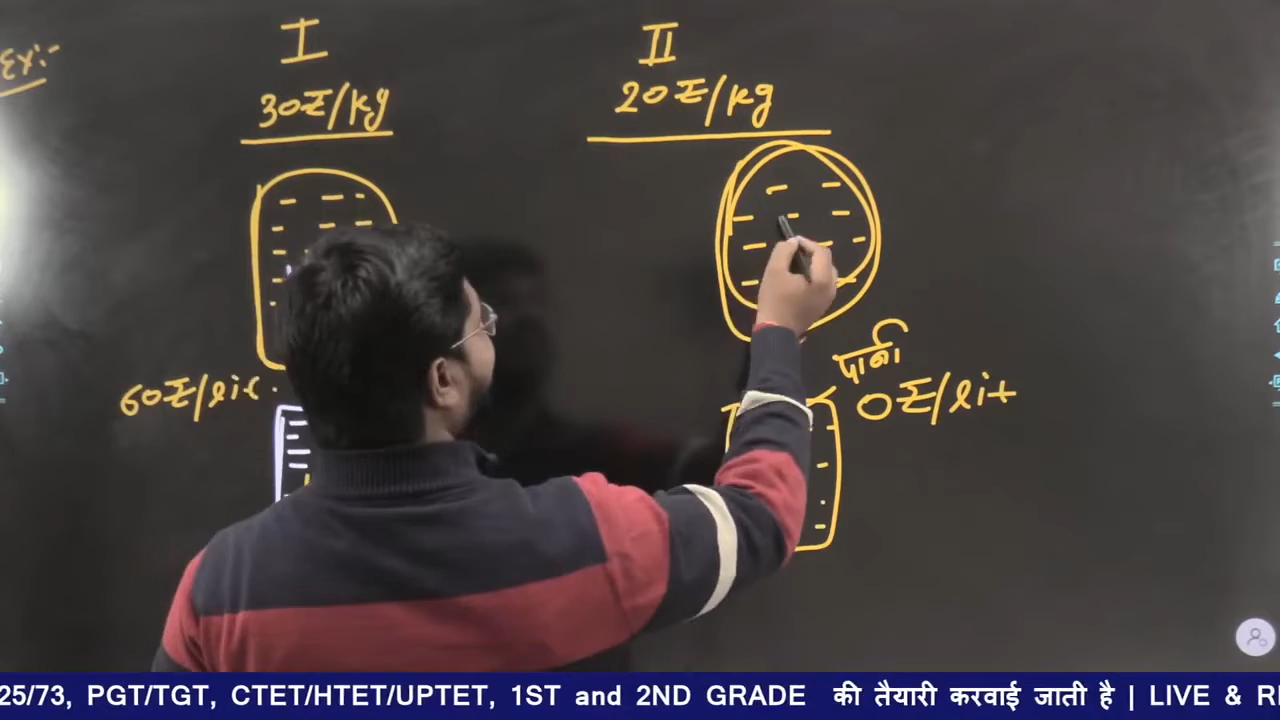 Ex:-
I
II
30₹/kg
20₹/kg
60₹/lit.
पानी
0₹/lit
25/73, PGT/TGT, CTET/HTET/UPTET, 1ST and 2ND GRADE की तैयारी करवाई जाती है | LIVE & R